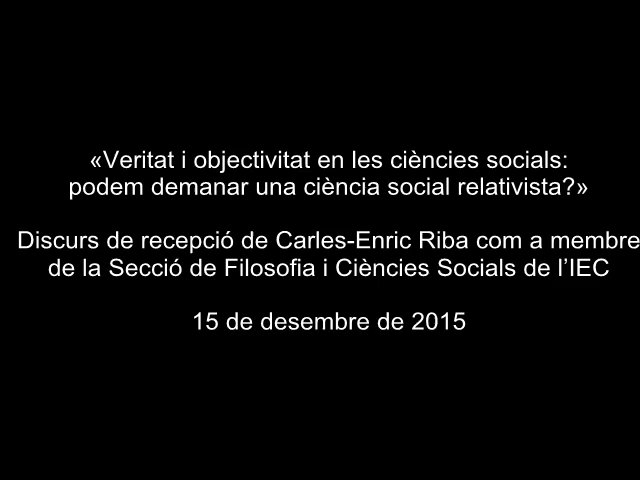 «Veritat i objectivitat en les ciències socials:
podem demanar una ciència social relativista?»
Discurs de recepció de Carles-Enric Riba com a membre
de la Secció de Filosofia i Ciències Socials de l’IEC
15 de desembre de 2015